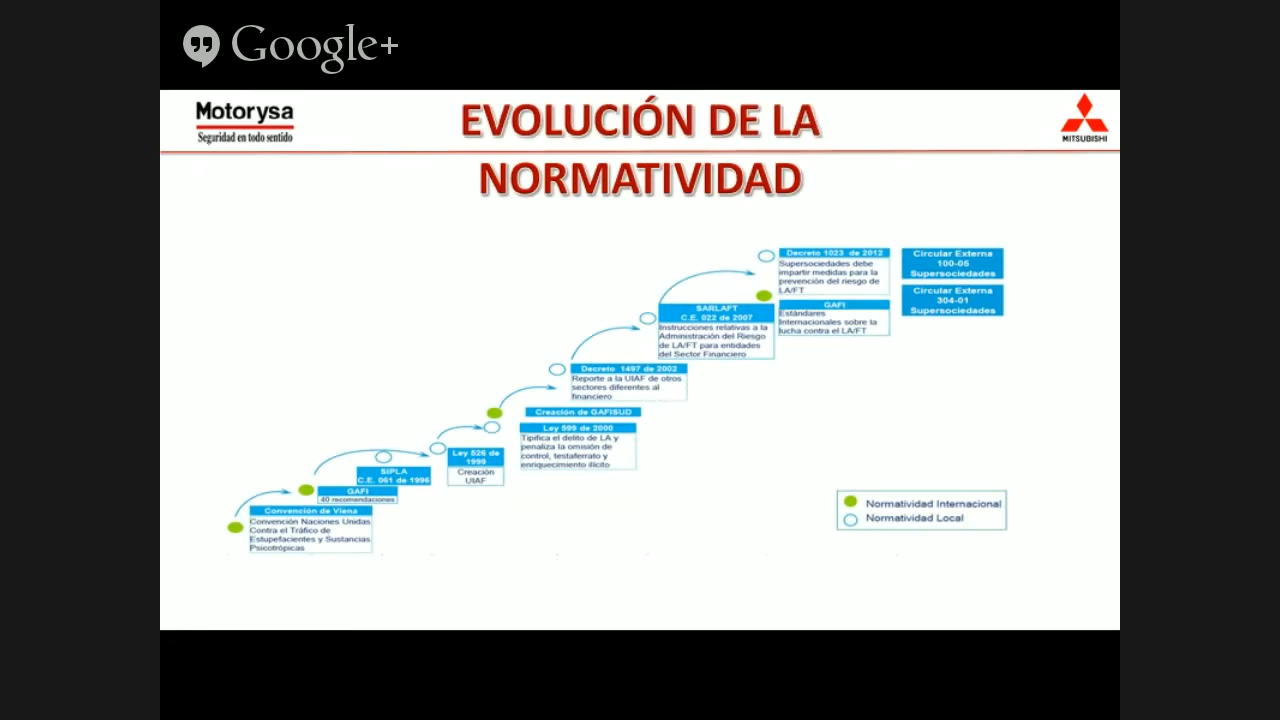 Google+
Motorysa
Seguridad en todo sentido
EVOLUCIÓN DE LA
NORMATIVIDAD
MITSUBISHI
Decreto 1023 de 2012
Supersociedades debe
impartir medidas para la
prevención del riesgo de
LA/FT
Circular Externa
100-05
Supersociedades
Circular Externa
304-01
Supersociedades
GAFI
Estándares
Internacionales sobre la
lucha contra el LA/FT
SARLAFT
C.E. 022 de 2007
Instrucciones relativas a la
Administración del Riesgo
de LA/FT para entidades
del Sector Financiero
Decreto 1497 de 2002
Reporte a la UIAF de otros
sectores diferentes al
financiero
Creación de GAFISUD
Ley 599 de 2000
Tipifica el delito de LA y
penaliza la omisión de
control, testaferrato y
enriquecimiento ilícito
Ley 526 de
1999
Creación
UIAF
SIPLA
C.E. 061 de 1996
GAFI
40 recomendaciones
Convención de Viena
Convención Naciones Unidas
Contra el Tráfico de
Estupefacientes y Sustancias
Psicotrópicas
Normatividad Internacional
Normatividad Local